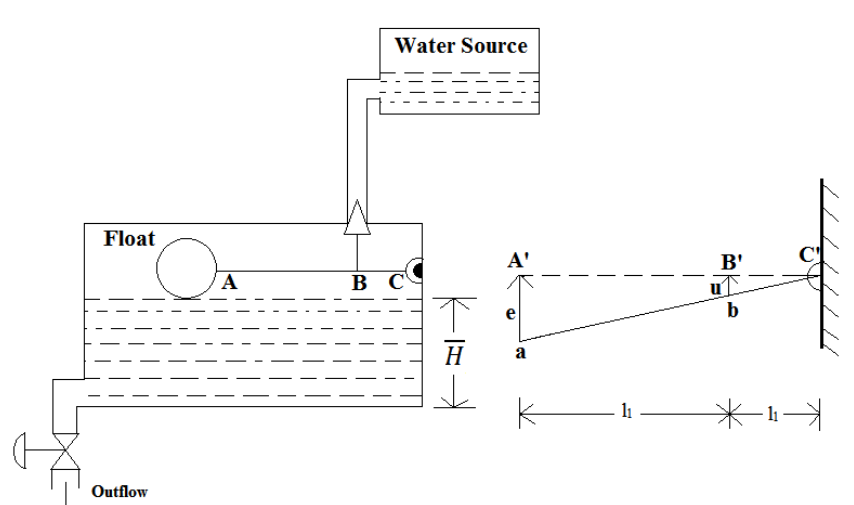 Water Source
Float
A
B
C
H̅
Outflow
A'
B'
C'
e
u
b
a
l₁
l₁